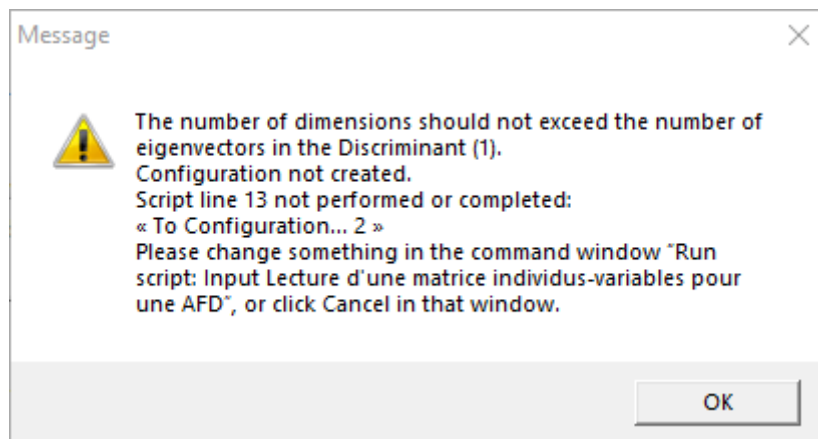 Message
The number of dimensions should not exceed the number of
eigenvectors in the Discriminant (1).
Configuration not created.
Script line 13 not performed or completed:
« To Configuration... 2 »
Please change something in the command window "Run
script: Input Lecture d'une matrice individus-variables pour
une AFD", or click Cancel in that window.
OK